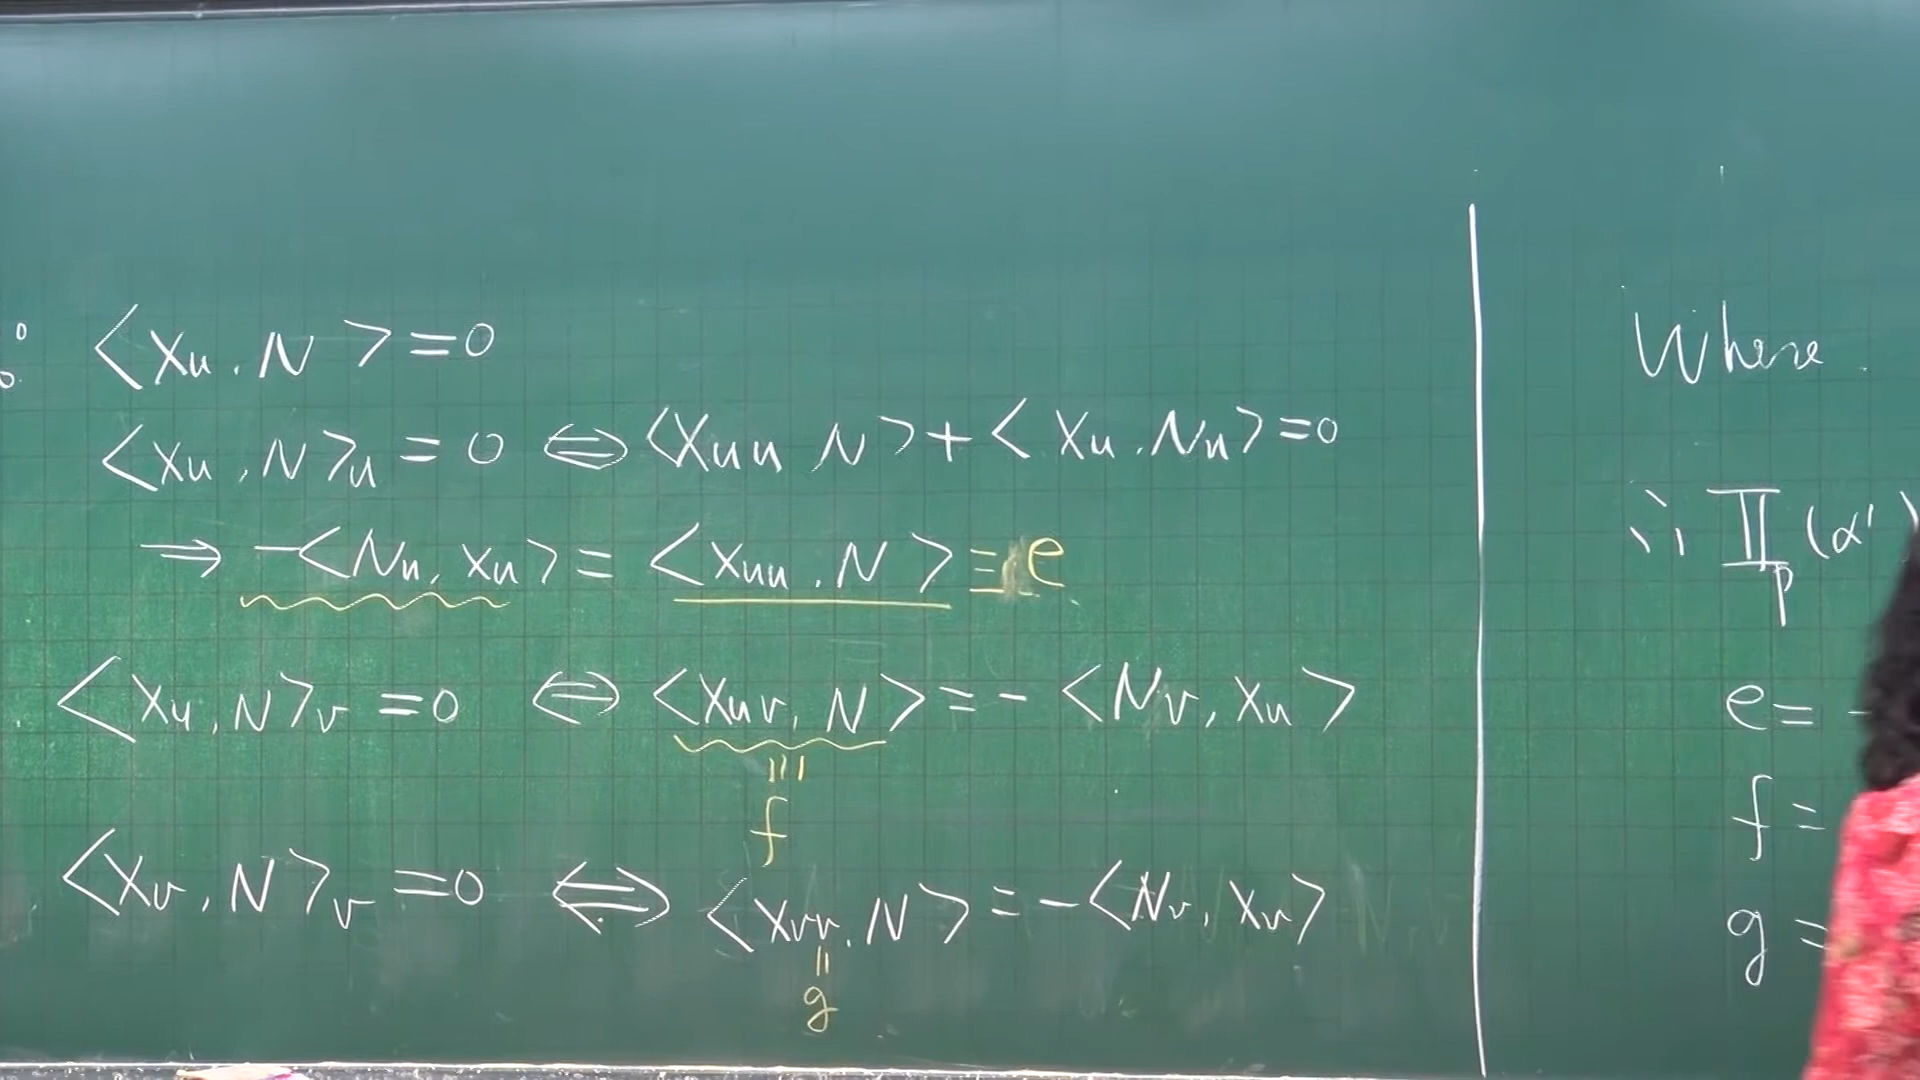 <Xu, N> = 0
<Xu, N>u = 0 ⇔ <Xuu N> + <Xu, Nu> = 0
⇒ -<Nu, Xu> = <Xuu, N> ≡ e
<Xu, N>v = 0 ⇔ <Xuv, N> = - <Nv, Xu>
|||
f
<Xv, N>v = 0 ⇔ <Xvv, N> = -<Nv, Xv>
||
g
Where
∵ IIp (α')
e = -
f =
g =